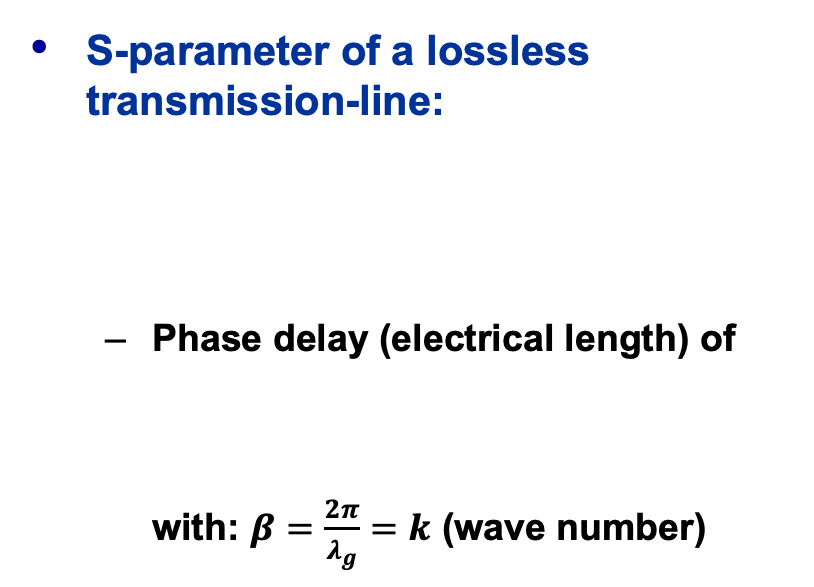 • S-parameter of a lossless
transmission-line:
– Phase delay (electrical length) of
with: β = 2π/λg = k (wave number)